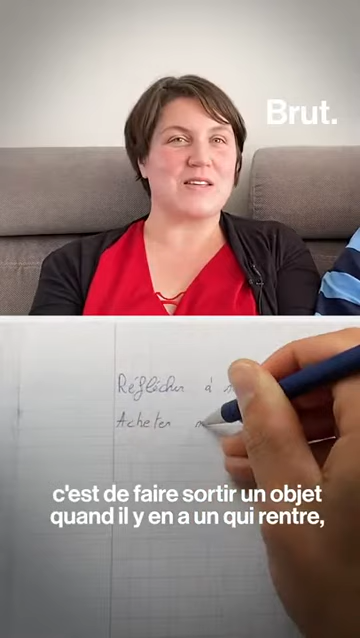 Brut.
Réfléchir à
Acheter
c'est de faire sortir un objet
quand il y en a un qui rentre,